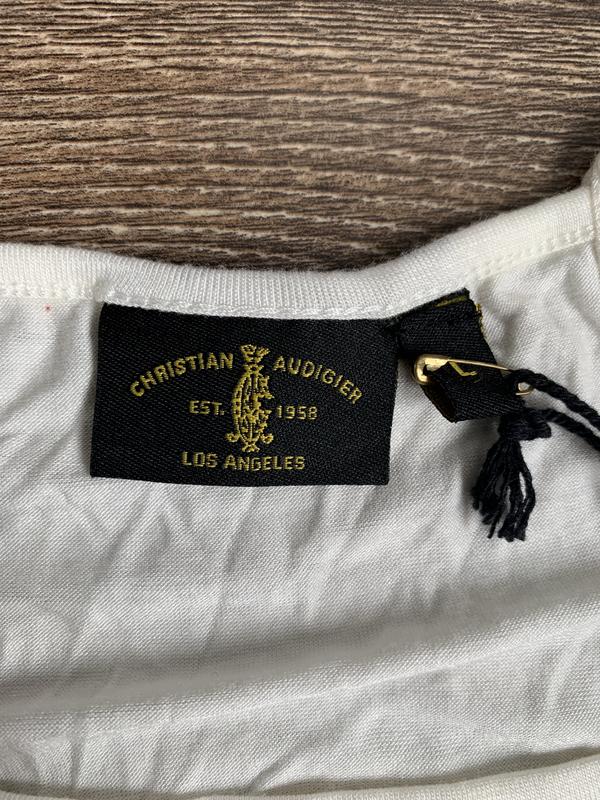 CHRISTIAN AUDIGIER
EST. 1958
LOS ANGELES